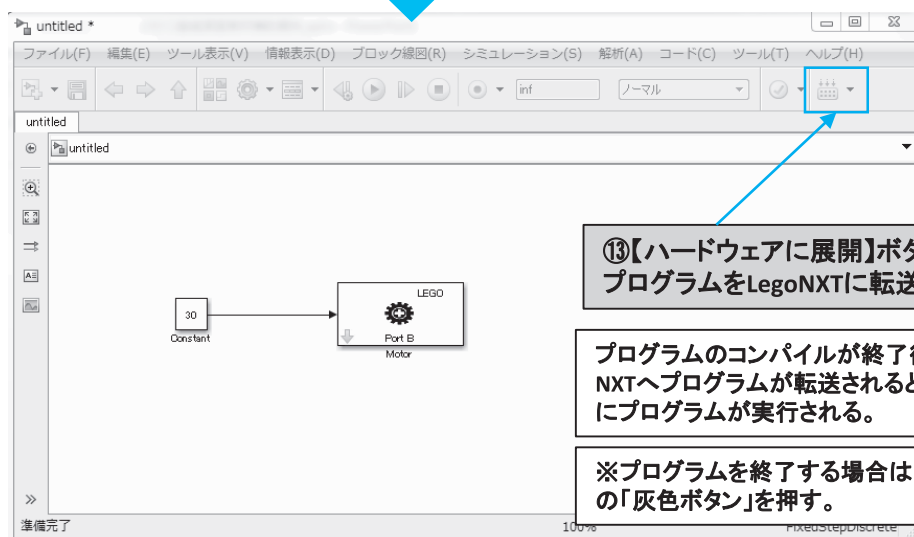 untitled *
ファイル(F) 編集(E) ツール表示(V) 情報表示(D) ブロック線図(R) シミュレーション(S) 解析(A) コード(C) ツール(T) ヘルプ(H)
inf ノーマル
untitled
untitled
⑬【ハードウェアに展開】ボタ
プログラムをLegoNXTに転送
30
Constant
LEGO
Port B
Motor
プログラムのコンパイルが終了後
NXTへプログラムが転送されると
にプログラムが実行される。
※プログラムを終了する場合は
の「灰色ボタン」を押す。
準備完了 100% FixedStepDiscrete